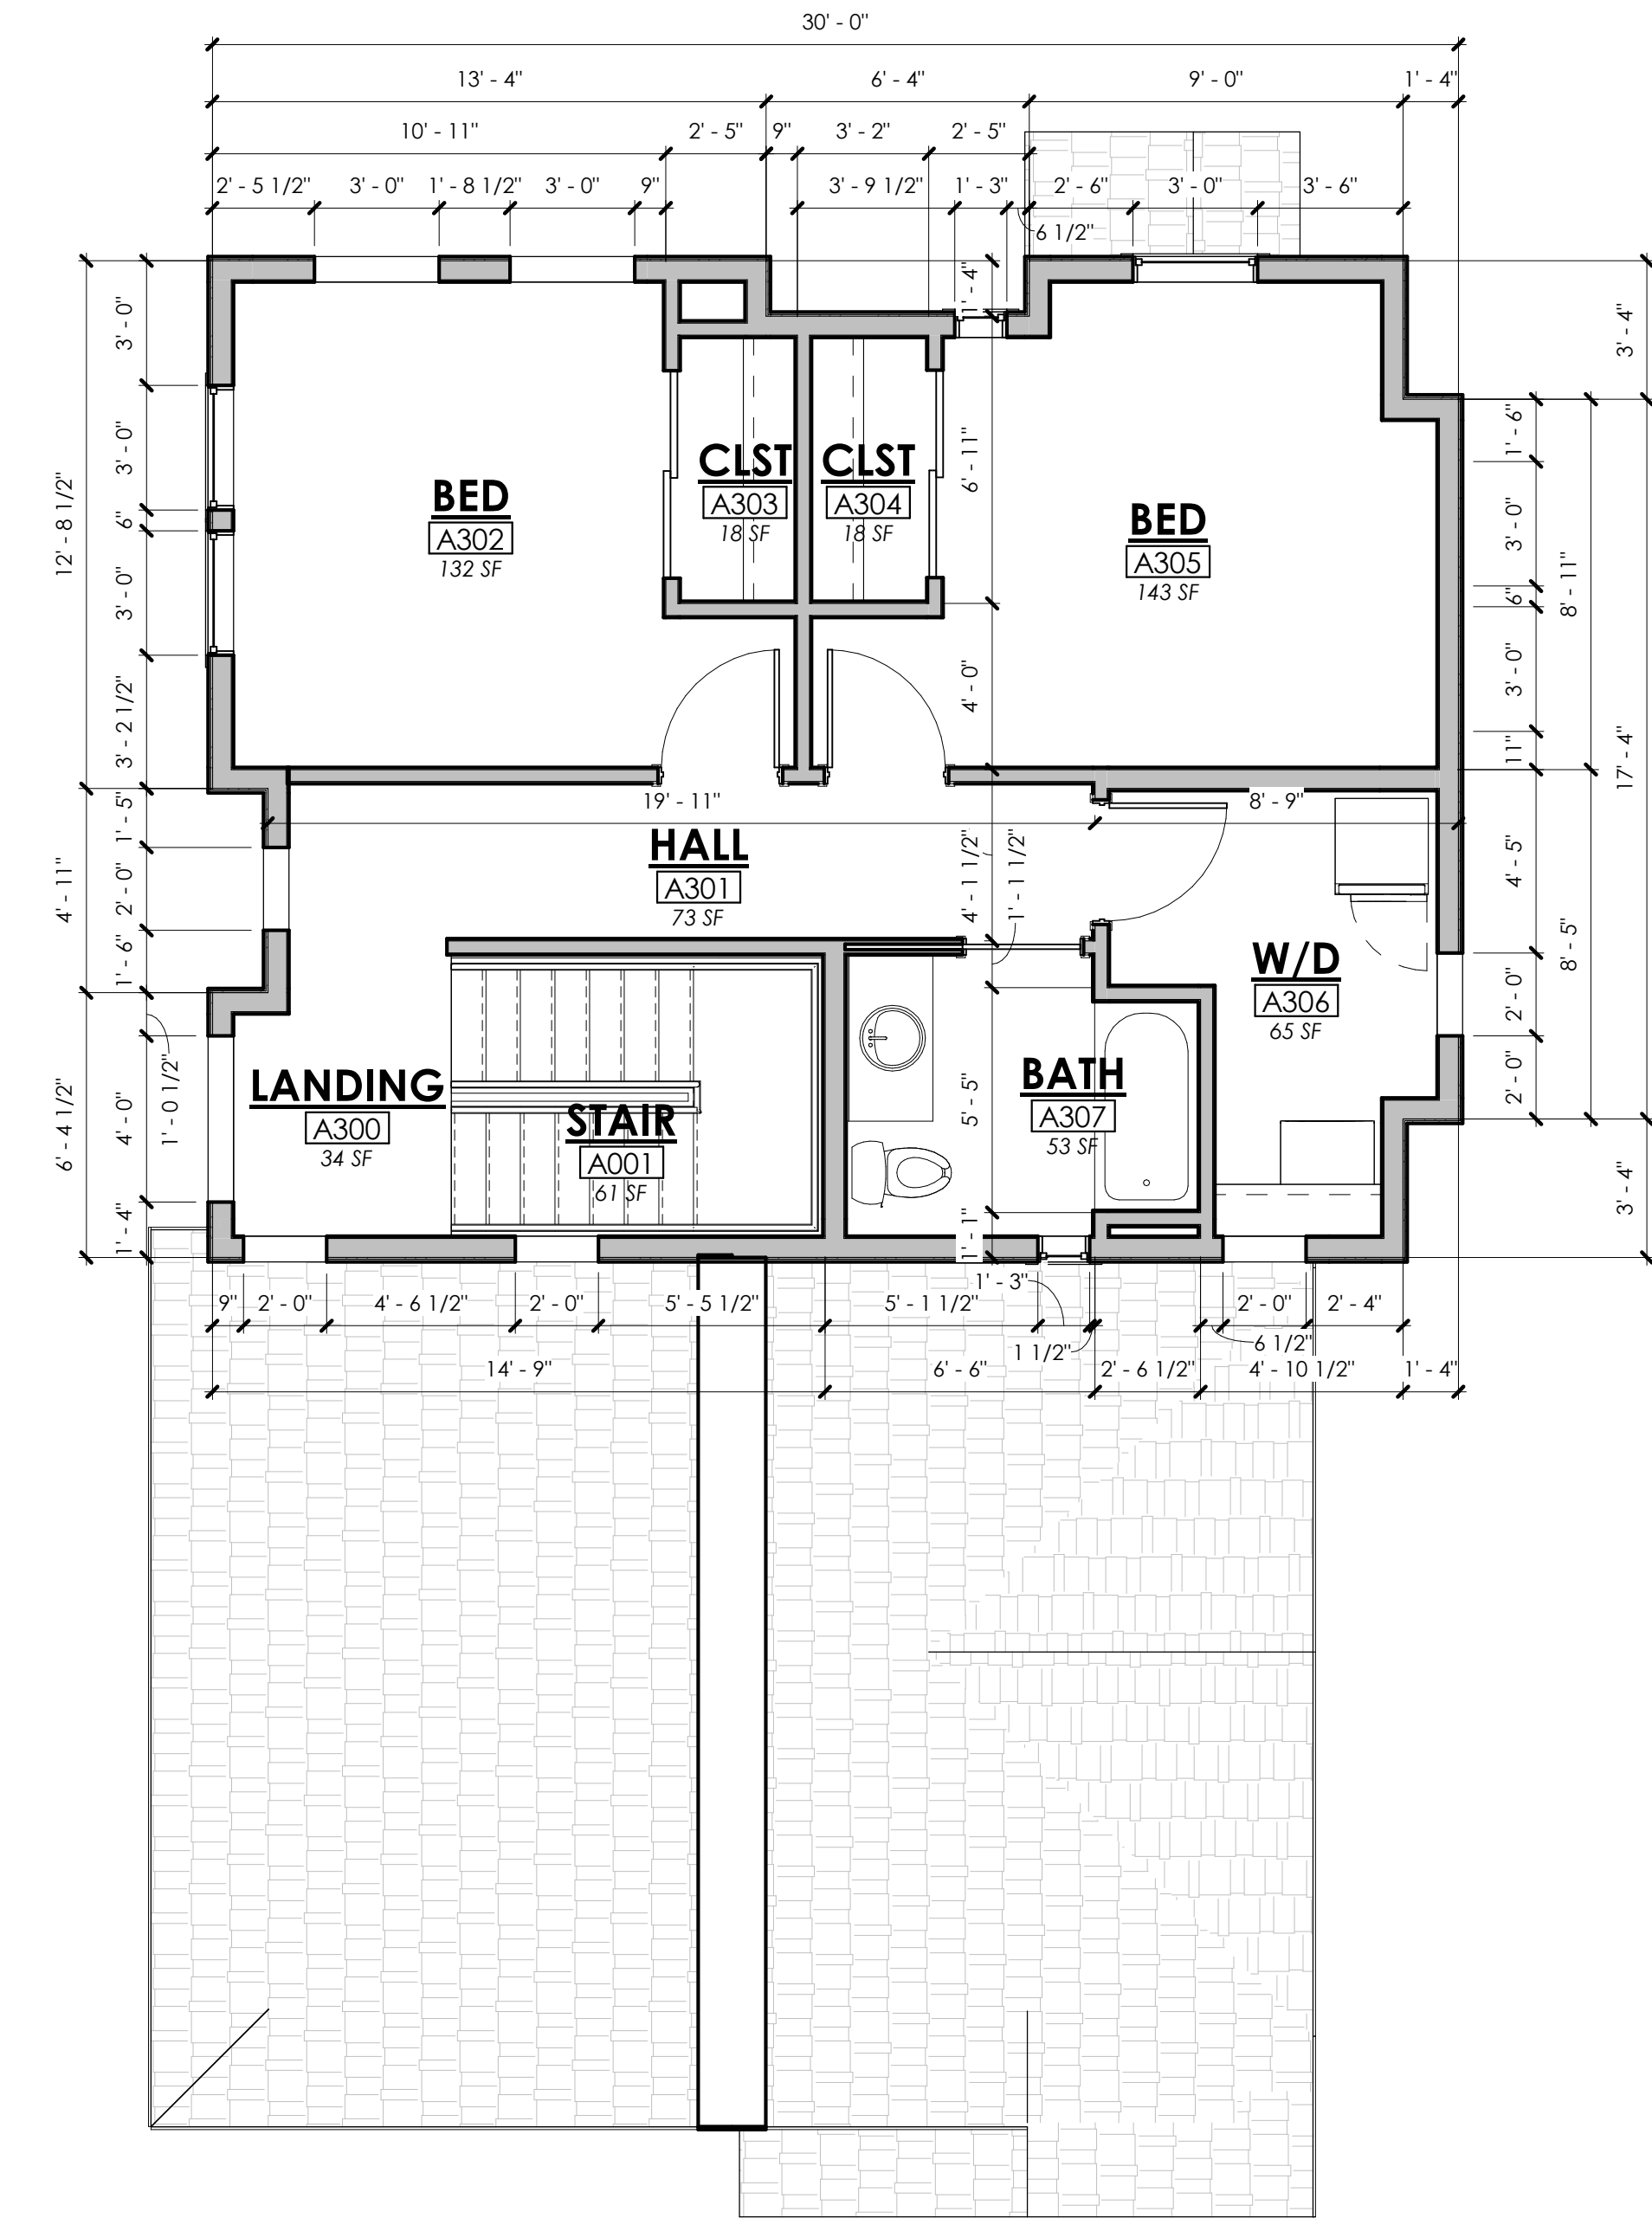 30' - 0"
13' - 4"
6' - 4"
9' - 0"
1' - 4"
10' - 11"
2' - 5"
9"
3' - 2"
2' - 5"
2' - 5 1/2"
3' - 0"
1' - 8 1/2"
3' - 0"
9"
3' - 9 1/2"
1' - 3"
2' - 6"
3' - 0"
3' - 6"
6 1/2"
1' - 4"
3' - 0"
3' - 4"
3' - 0"
12' - 8 1/2"
6"
3' - 0"
3' - 2 1/2"
BED
A302
132 SF
CLST
A303
18 SF
CLST
A304
18 SF
6' - 11"
BED
A305
143 SF
1' - 6"
3' - 0"
6"
8' - 11"
3' - 0"
11"
17' - 4"
4' - 0"
19' - 11"
8' - 9"
1' - 5"
4' - 11"
2' - 0"
1' - 6"
HALL
A301
73 SF
4' - 1 1/2"
1' - 1 1/2"
4' - 5"
8' - 5"
W/D
A306
65 SF
2' - 0"
2' - 0"
LANDING
A300
34 SF
1' - 0 1/2"
4' - 0"
6' - 4 1/2"
1' - 4"
STAIR
A001
61 SF
5' - 5"
BATH
A307
53 SF
1' - 1"
3' - 4"
9"
2' - 0"
4' - 6 1/2"
2' - 0"
5' - 5 1/2"
5' - 1 1/2"
1' - 3"
2' - 0"
2' - 4"
1 1/2"
6 1/2"
14' - 9"
6' - 6"
2' - 6 1/2"
4' - 10 1/2"
1' - 4"